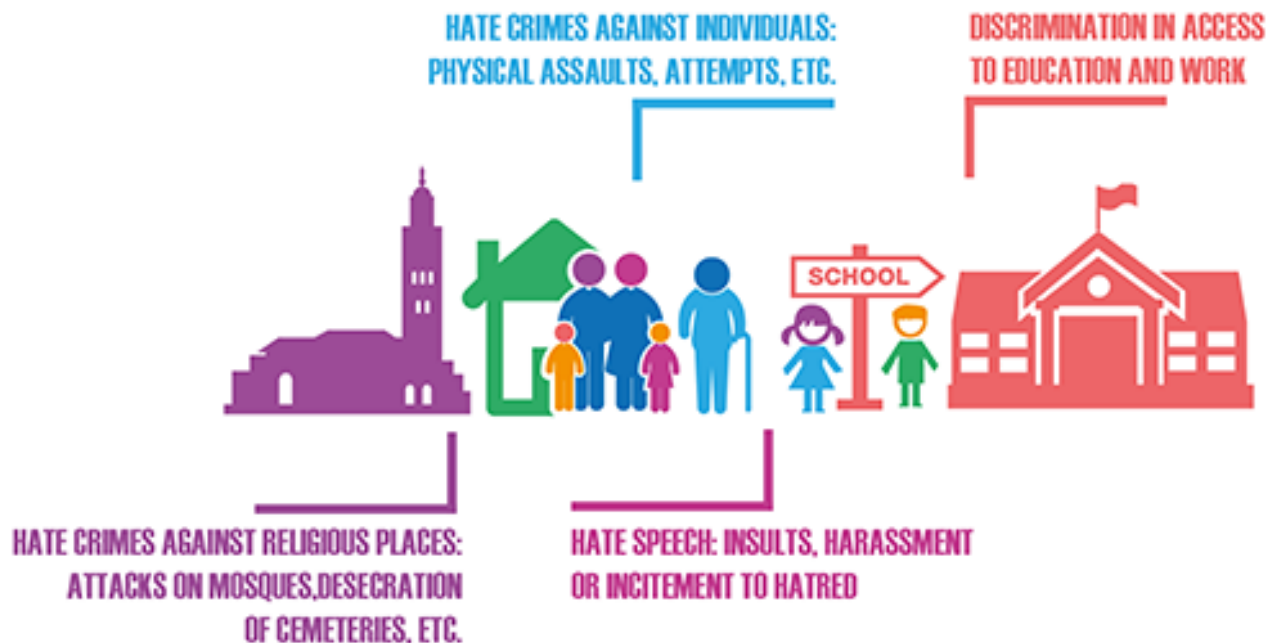 HATE CRIMES AGAINST INDIVIDUALS:
PHYSICAL ASSAULTS, ATTEMPTS, ETC.
DISCRIMINATION IN ACCESS
TO EDUCATION AND WORK
SCHOOL
HATE CRIMES AGAINST RELIGIOUS PLACES:
ATTACKS ON MOSQUES,DESECRATION
OF CEMETERIES, ETC.
HATE SPEECH: INSULTS, HARASSMENT
OR INCITEMENT TO HATRED